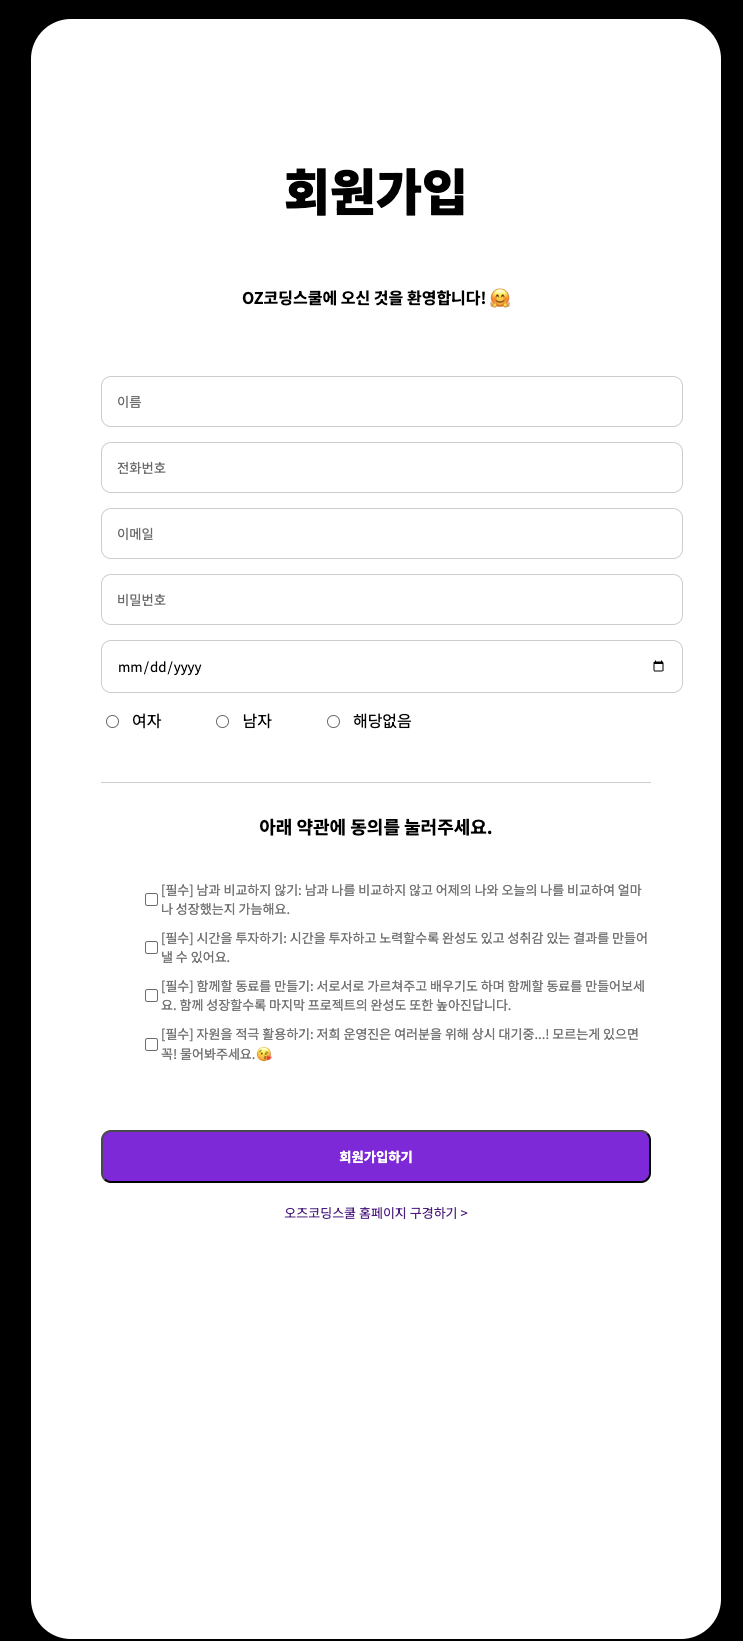 회원가입
OZ코딩스쿨에 오신 것을 환영합니다! 🤗
이름
전화번호
이메일
비밀번호
mm/dd/yyyy
여자 남자 해당없음
아래 약관에 동의를 눌러주세요.
[필수] 남과 비교하지 않기: 남과 나를 비교하지 않고 어제의 나와 오늘의 나를 비교하여 얼마
나 성장했는지 가늠해요.
[필수] 시간을 투자하기: 시간을 투자하고 노력할수록 완성도 있고 성취감 있는 결과를 만들어
낼 수 있어요.
[필수] 함께할 동료를 만들기: 서로서로 가르쳐주고 배우기도 하며 함께할 동료를 만들어보세
요. 함께 성장할수록 마지막 프로젝트의 완성도 또한 높아진답니다.
[필수] 자원을 적극 활용하기: 저희 운영진은 여러분을 위해 상시 대기중...! 모르는게 있으면
꼭! 물어봐주세요.😘
회원가입하기
오즈코딩스쿨 홈페이지 구경하기 >